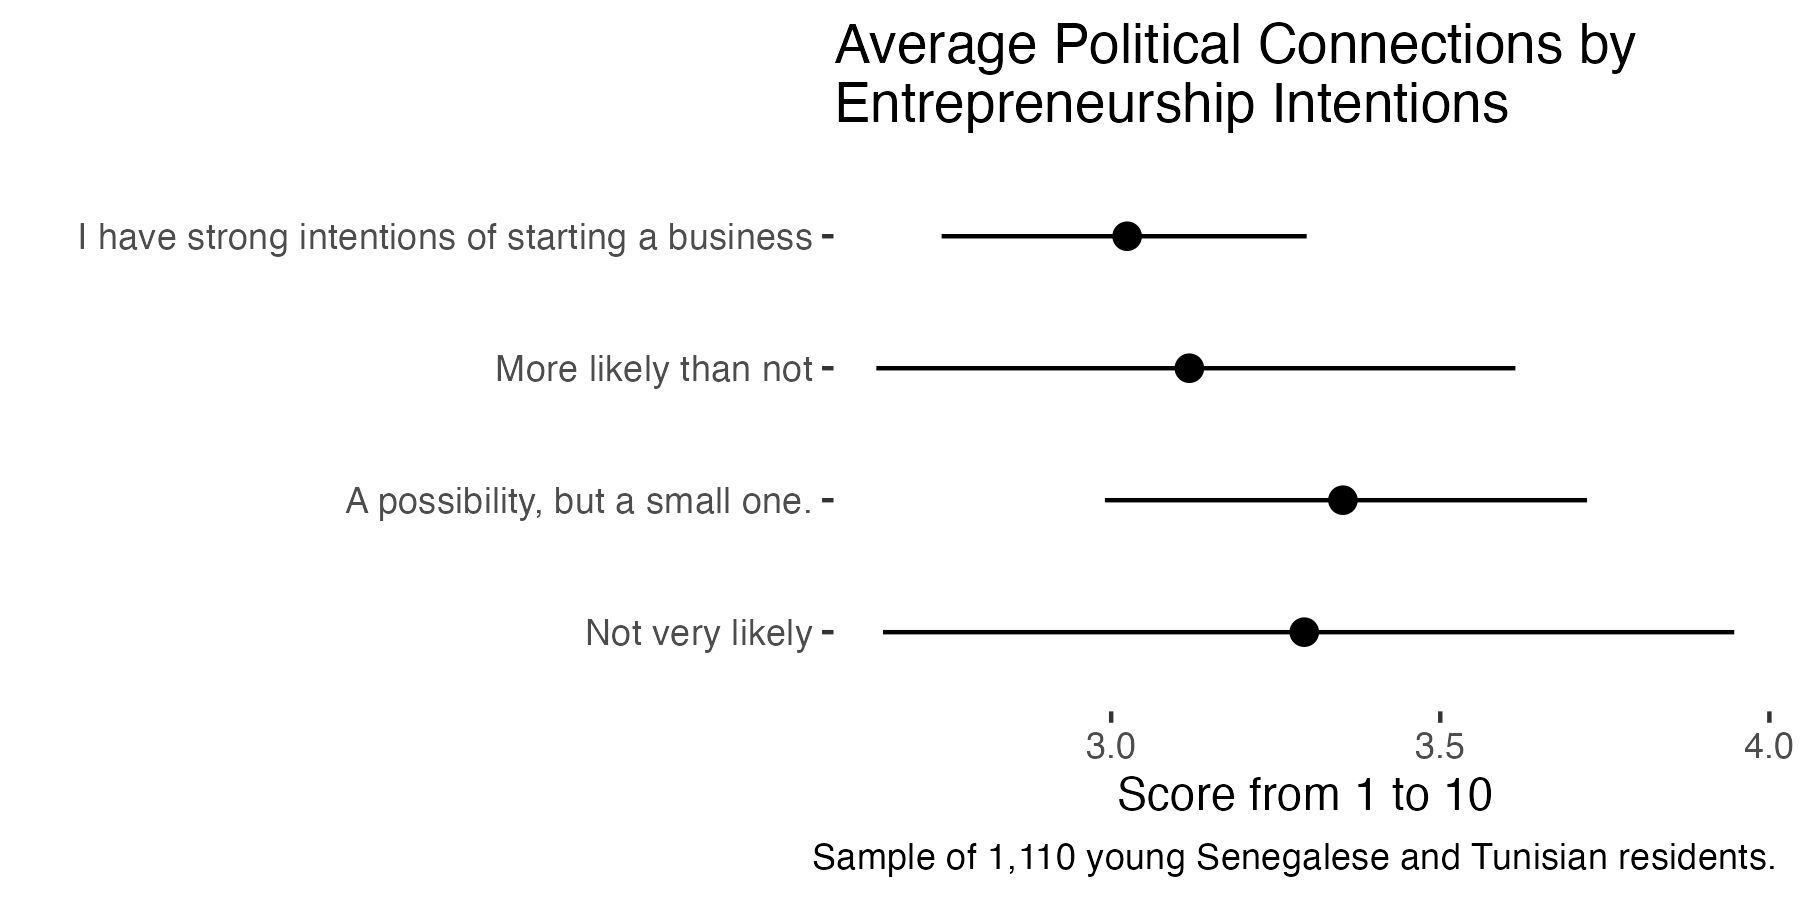 Average Political Connections by
Entrepreneurship Intentions
I have strong intentions of starting a business
More likely than not
A possibility, but a small one.
Not very likely
3.0 3.5 4.0
Score from 1 to 10
Sample of 1,110 young Senegalese and Tunisian residents.